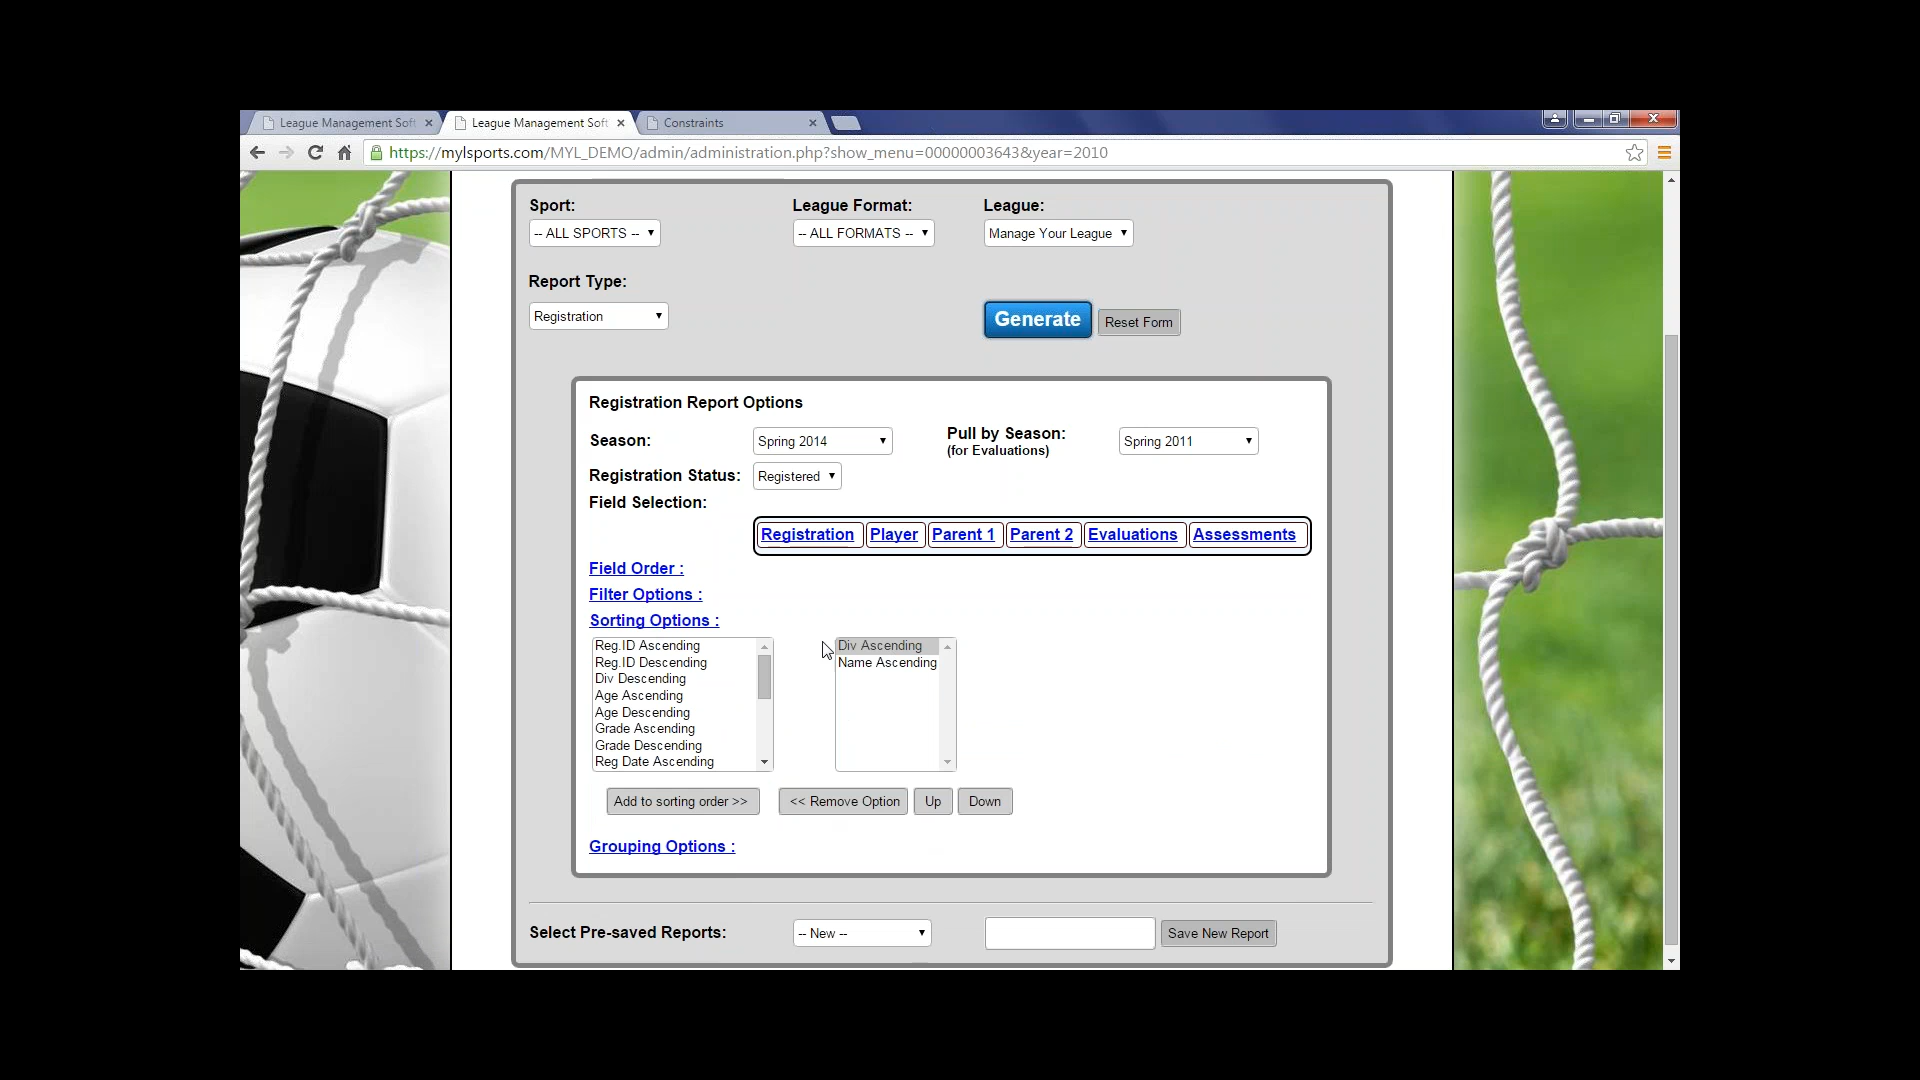 League Management Soft
League Management Soft
Constraints
https://mylsports.com/MYL_DEMO/admin/administration.php?show_menu=00000003643&year=2010
Sport:
League Format:
League:
-- ALL SPORTS --
-- ALL FORMATS --
Manage Your League
Report Type:
Registration
Generate
Reset Form
Registration Report Options
Season:
Spring 2014
Pull by Season:
(for Evaluations)
Spring 2011
Registration Status:
Registered
Field Selection:
Registration
Player
Parent 1
Parent 2
Evaluations
Assessments
Field Order :
Filter Options :
Sorting Options :
Reg.ID Ascending
Reg.ID Descending
Div Descending
Age Ascending
Age Descending
Grade Ascending
Grade Descending
Reg Date Ascending
Div Ascending
Name Ascending
Add to sorting order >>
<< Remove Option
Up
Down
Grouping Options :
Select Pre-saved Reports:
-- New --
Save New Report